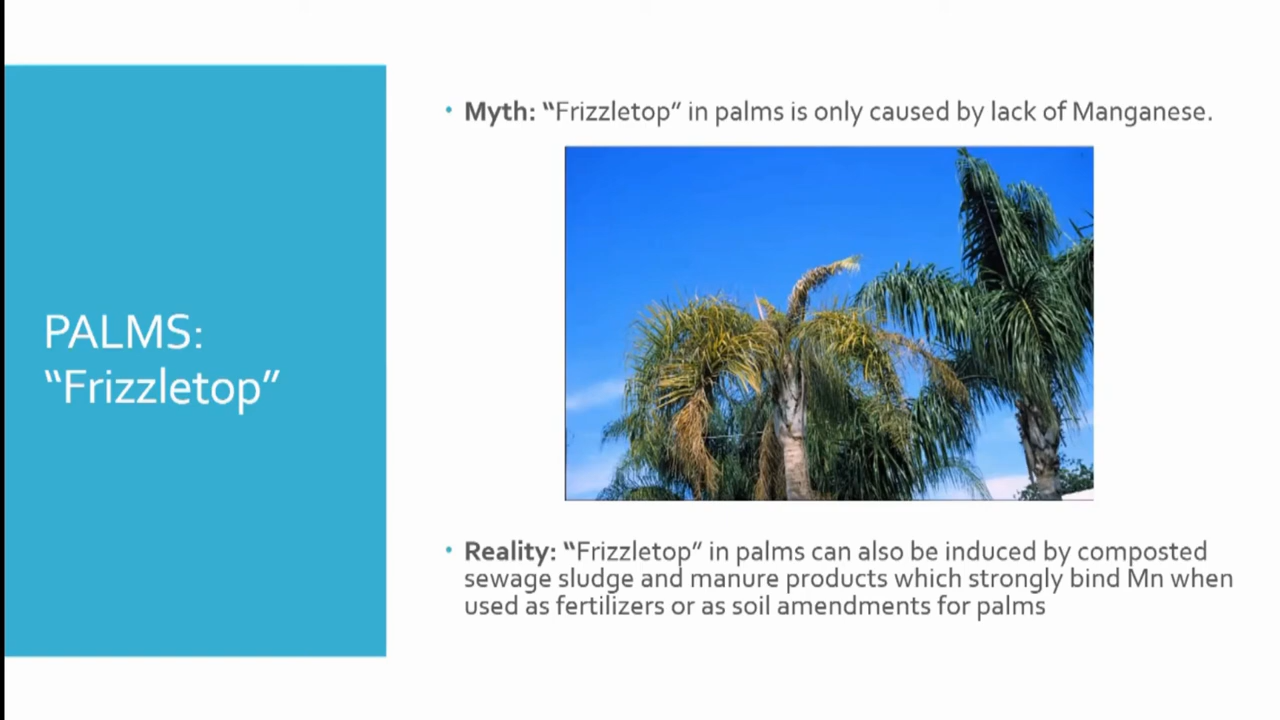 PALMS:
“Frizzletop”
• Myth: “Frizzletop” in palms is only caused by lack of Manganese.
• Reality: “Frizzletop” in palms can also be induced by composted
sewage sludge and manure products which strongly bind Mn when
used as fertilizers or as soil amendments for palms